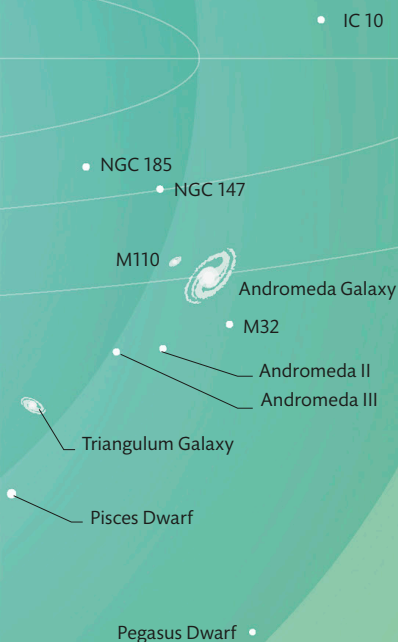 IC 10
NGC 185
NGC 147
M110
Andromeda Galaxy
M32
Andromeda II
Andromeda III
Triangulum Galaxy
Pisces Dwarf
Pegasus Dwarf